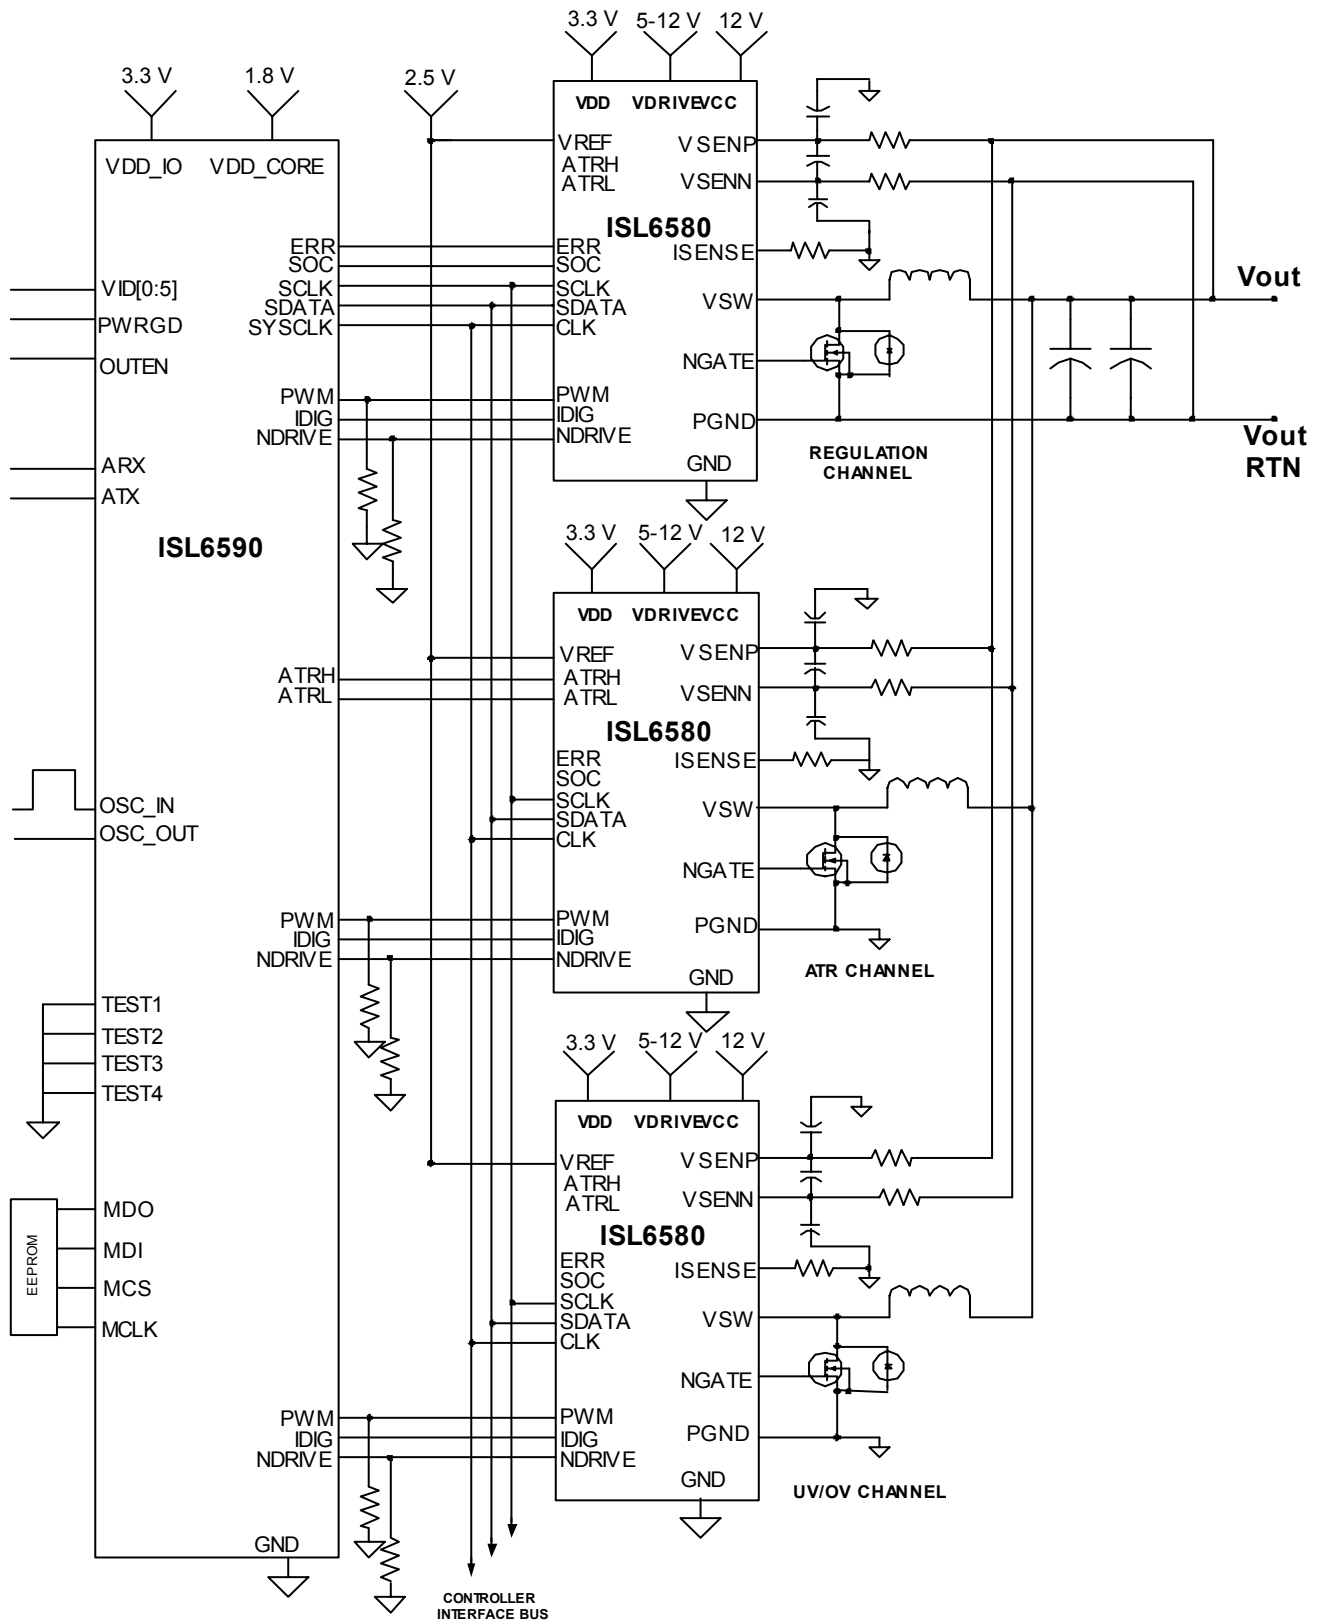 3.3 V 5-12 V 12 V
3.3 V 1.8 V 2.5 V
VDD VDRIVE VCC
VDD_IO VDD_CORE
VREF
ATRH
ATRL
VSENP
VSENN
ISL6580
ERR
SOC
SCLK
SDATA
SYSCLK
ERR
SOC
SCLK
SDATA
CLK
ISENSE
VSW
NGATE
PGND
VID[0:5]
PWRGD
OUTEN
Vout
Vout
RTN
PWM
IDIG
NDRIVE
PWM
IDIG
NDRIVE
GND
REGULATION
CHANNEL
ARX
ATX
ISL6590
3.3 V 5-12 V 12 V
VDD VDRIVE VCC
VREF
ATRH
ATRL
VSENP
VSENN
ATRH
ATRL
ISL6580
ERR
SOC
SCLK
SDATA
CLK
ISENSE
VSW
NGATE
PGND
OSC_IN
OSC_OUT
PWM
IDIG
NDRIVE
PWM
IDIG
NDRIVE
GND
ATR CHANNEL
TEST1
TEST2
TEST3
TEST4
3.3 V 5-12 V 12 V
VDD VDRIVE VCC
VREF
ATRH
ATRL
VSENP
VSENN
ISL6580
ERR
SOC
SCLK
SDATA
CLK
ISENSE
VSW
NGATE
PGND
EEPROM
MDO
MDI
MCS
MCLK
PWM
IDIG
NDRIVE
PWM
IDIG
NDRIVE
GND
UV/OV CHANNEL
GND
CONTROLLER
INTERFACE BUS